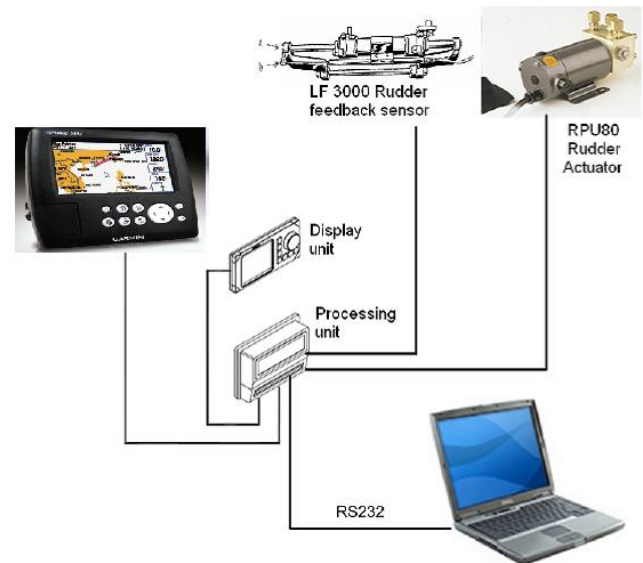 LF 3000 Rudder
feedback sensor
RPU80
Rudder
Actuator
GARMIN
Display
unit
Processing
unit
RS232